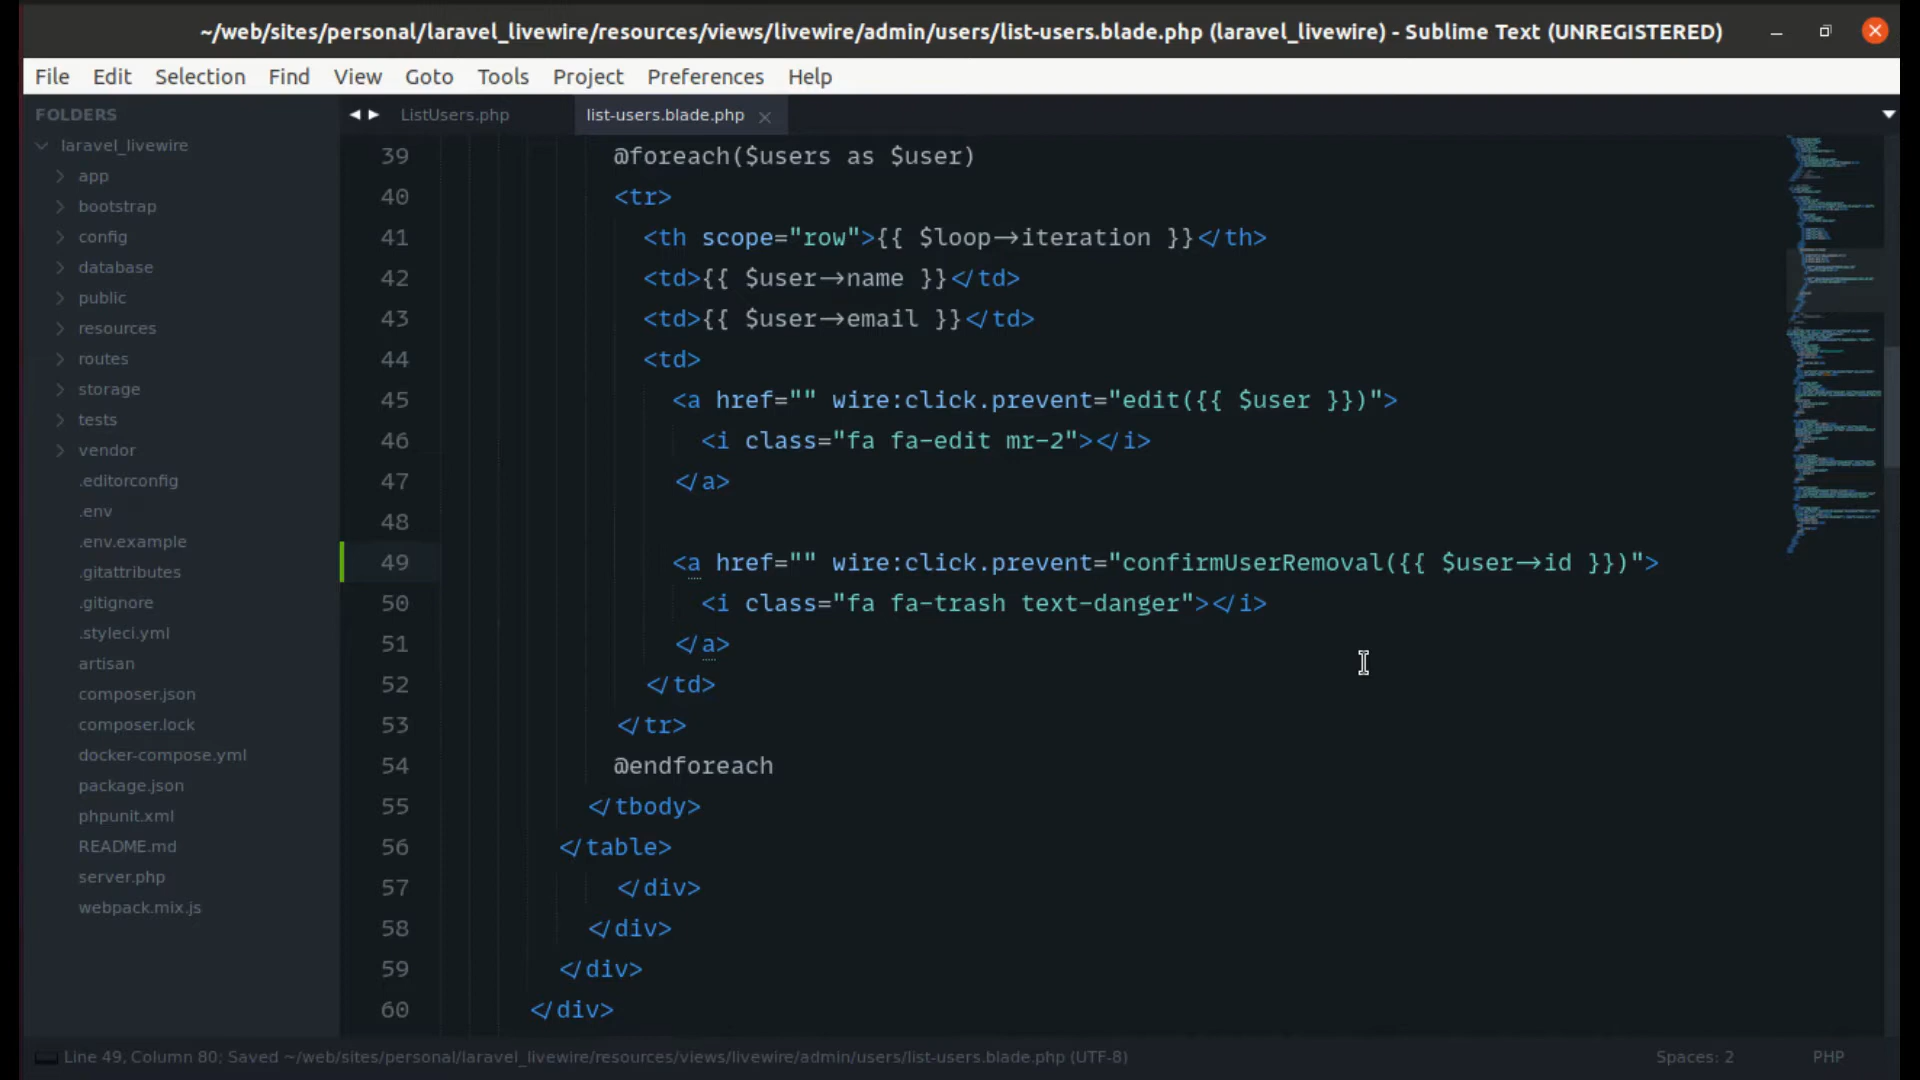 ~/web/sites/personal/laravel_livewire/resources/views/livewire/admin/users/list-users.blade.php (laravel_livewire) - Sublime Text (UNREGISTERED)
File Edit Selection Find View Goto Tools Project Preferences Help
FOLDERS
laravel_livewire
app
bootstrap
config
database
public
resources
routes
storage
tests
vendor
.editorconfig
.env
.env.example
.gitattributes
.gitignore
.styleci.yml
artisan
composer.json
composer.lock
docker-compose.yml
package.json
phpunit.xml
README.md
server.php
webpack.mix.js
ListUsers.php list-users.blade.php
39 @foreach($users as $user)
40 <tr>
41 <th scope="row">{{ $loop->iteration }}</th>
42 <td>{{ $user->name }}</td>
43 <td>{{ $user->email }}</td>
44 <td>
45 <a href="" wire:click.prevent="edit({{ $user }})">
46 <i class="fa fa-edit mr-2"></i>
47 </a>
48
49 <a href="" wire:click.prevent="confirmUserRemoval({{ $user->id }})">
50 <i class="fa fa-trash text-danger"></i>
51 </a>
52 </td>
53 </tr>
54 @endforeach
55 </tbody>
56 </table>
57 </div>
58 </div>
59 </div>
60 </div>
Line 49, Column 80; Saved ~/web/sites/personal/laravel_livewire/resources/views/livewire/admin/users/list-users.blade.php (UTF-8) Spaces: 2 PHP